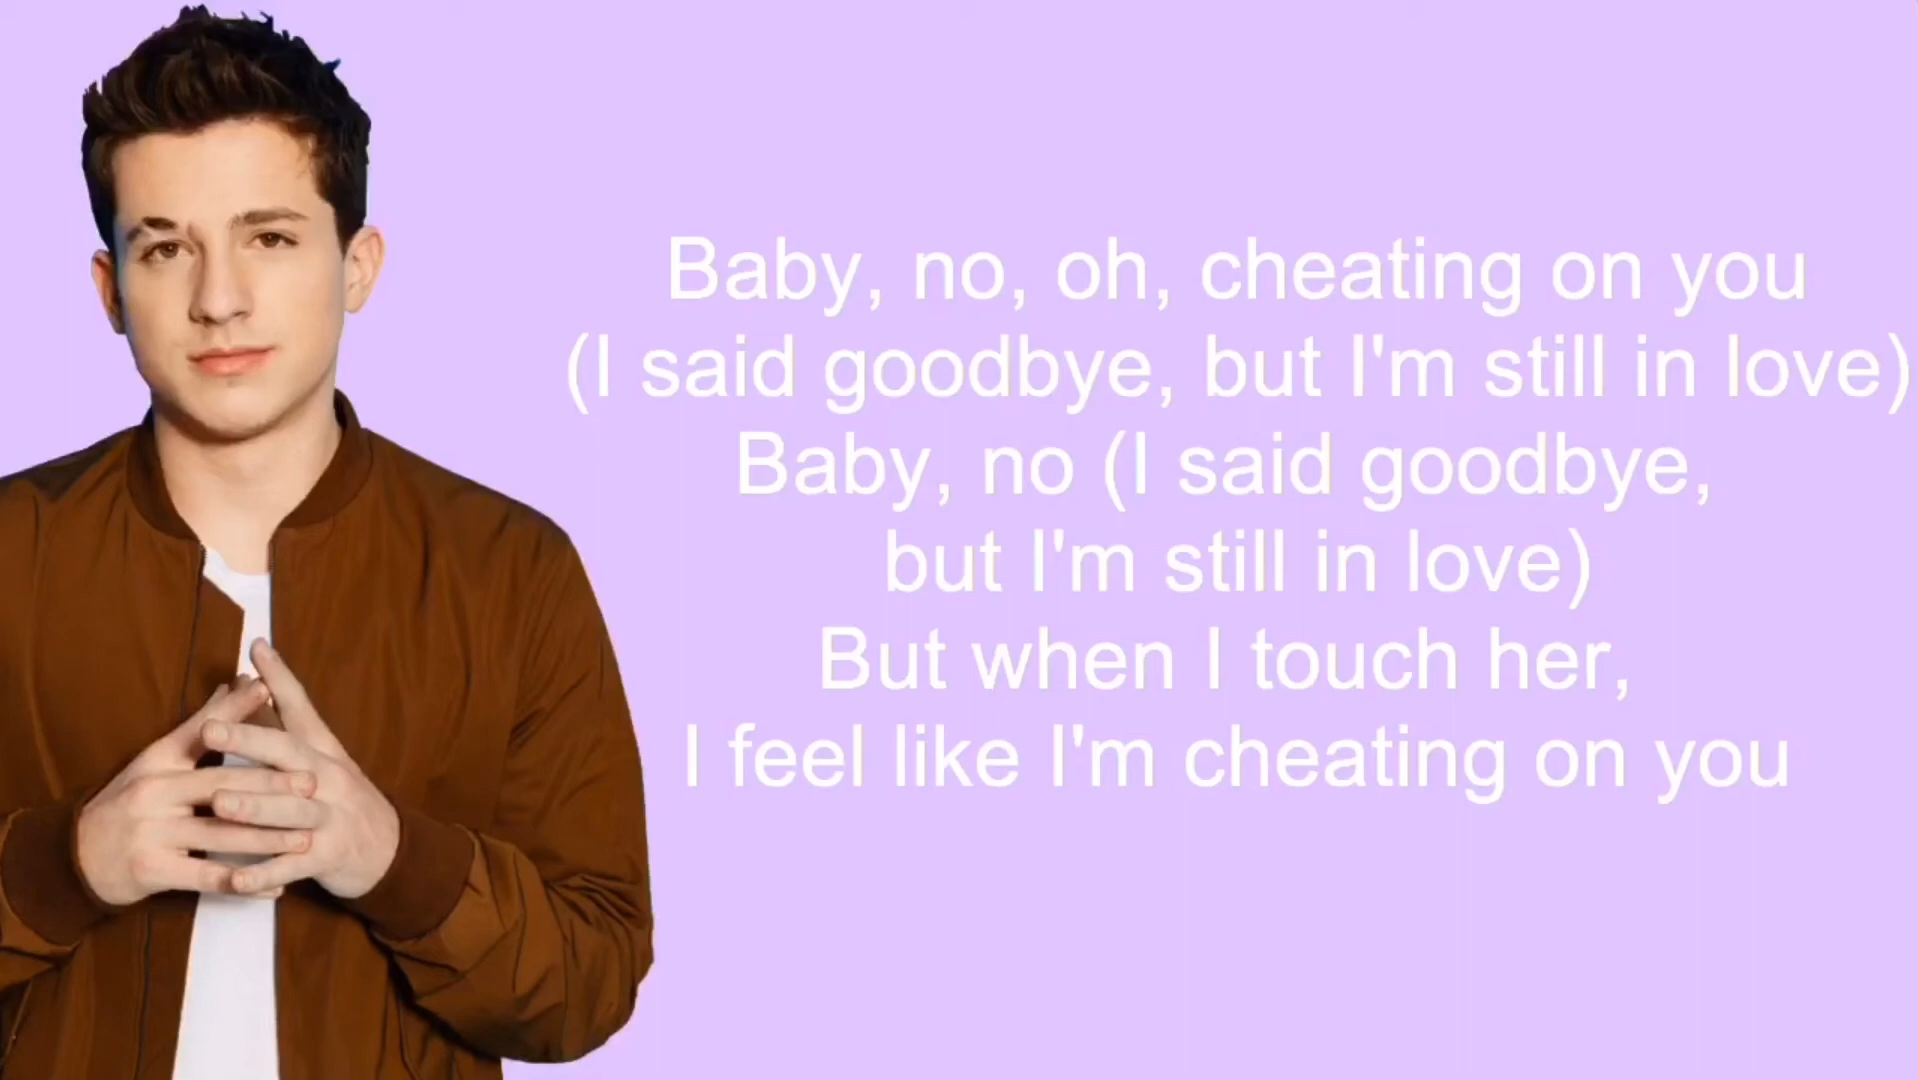 Baby, no, oh, cheating on you
(I said goodbye, but I'm still in love)
Baby, no (I said goodbye,
but I'm still in love)
But when I touch her,
I feel like I'm cheating on you